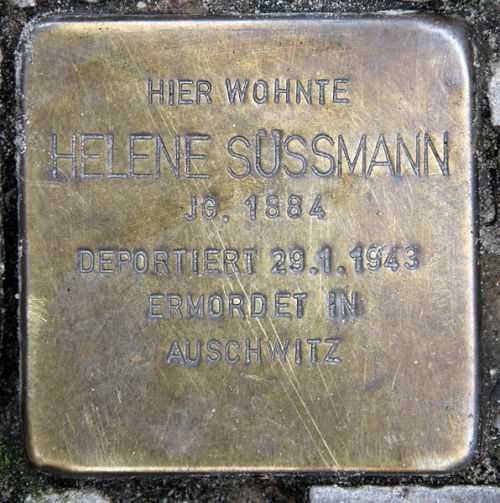 HIER WOHNTE
HELENE SÜSSMANN
JG. 1884
DEPORTIERT 29.1.1943
ERMORDET IN
AUSCHWITZ